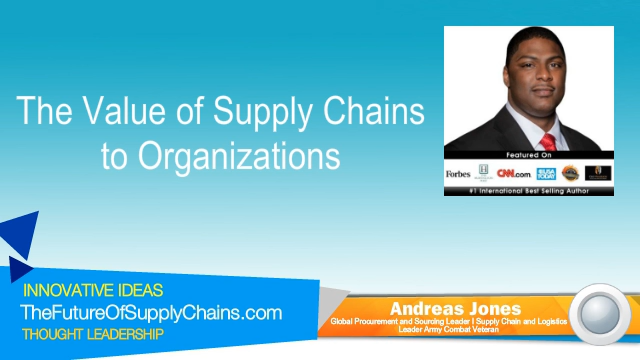 The Value of Supply Chains
to Organizations
Featured On
Forbes CNN.com USA TODAY
#1 International Best Selling Author
INNOVATIVE IDEAS
TheFutureOfSupplyChains.com
THOUGHT LEADERSHIP
Andreas Jones
Global Procurement and Sourcing Leader I Supply Chain and Logistics
Leader Army Combat Veteran